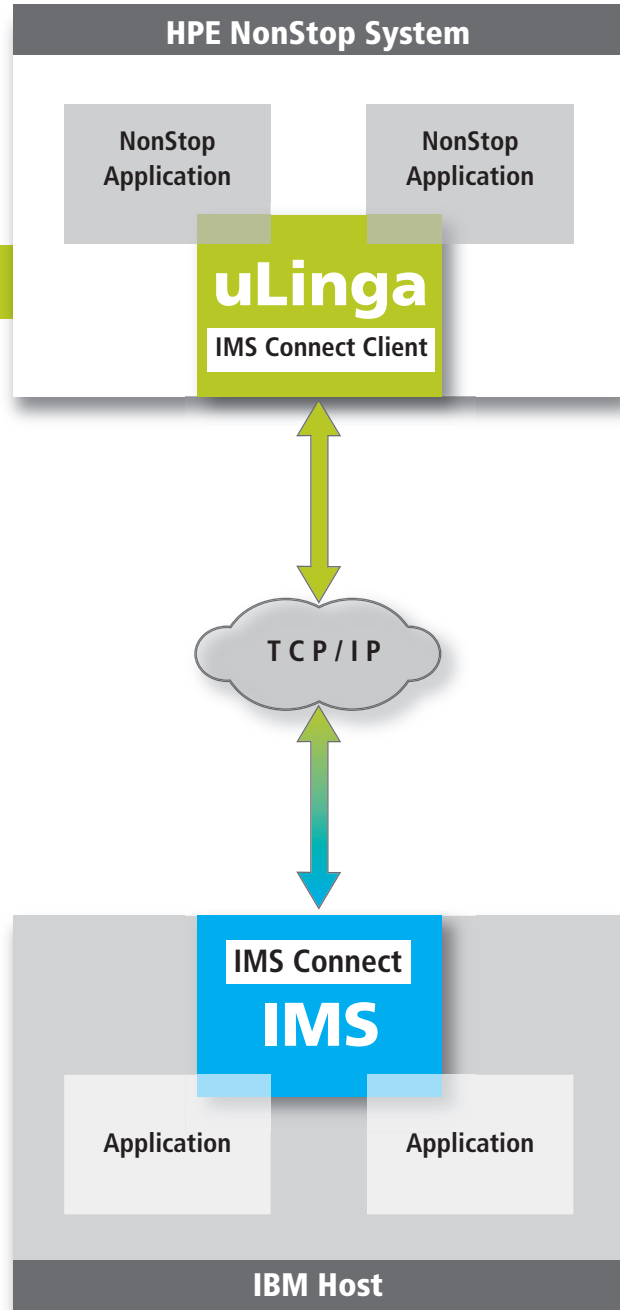 HPE NonStop System
NonStop
Application
NonStop
Application
uLinga
IMS Connect Client
TCP/IP
IMS Connect
IMS
Application
Application
IBM Host